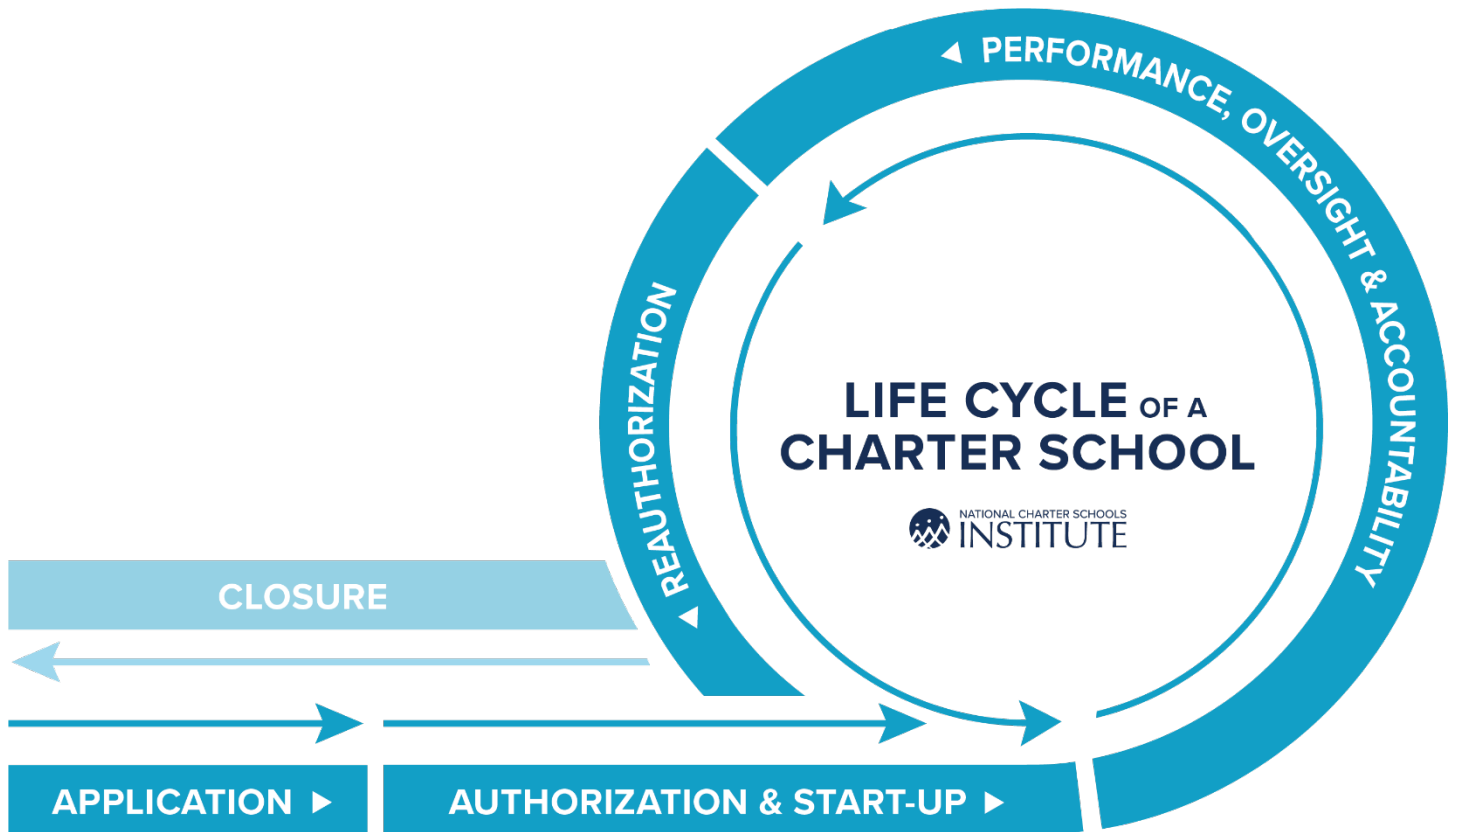 PERFORMANCE, OVERSIGHT & ACCOUNTABILITY
REAUTHORIZATION
LIFE CYCLE OF A
CHARTER SCHOOL
NATIONAL CHARTER SCHOOLS
INSTITUTE
CLOSURE
APPLICATION
AUTHORIZATION & START-UP